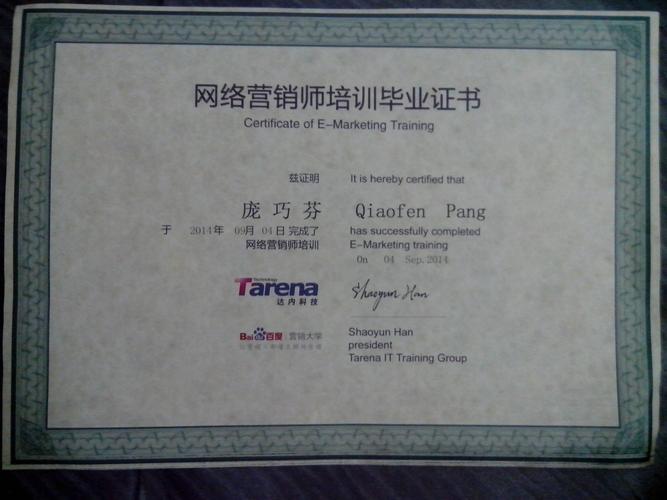 网络营销师培训毕业证书
Certificate of E-Marketing Training
兹证明
庞巧芬
于 2014年 09月 04日 完成了
网络营销师培训
It is hereby certified that
Qiaofen Pang
has successfully completed
E-Marketing training
On 04 Sep.2014
Technology
Tarena
达内科技
Shaoyun Han
Bai du 百度 营销大学
Shaoyun Han
president
Tarena IT Training Group